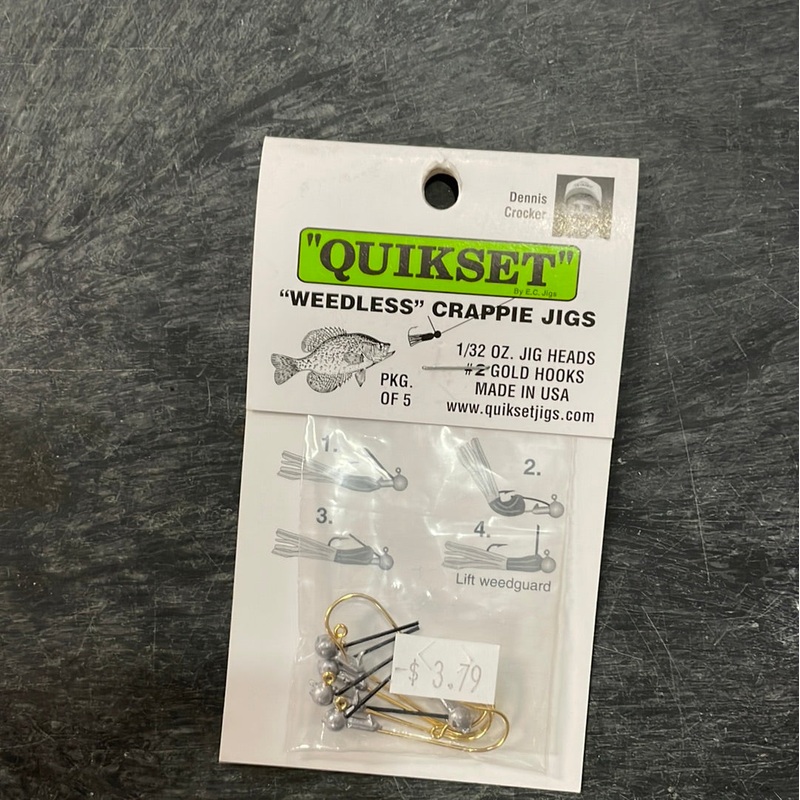 Dennis
Crocker
"QUIKSET"
By E.C. Jigs
"WEEDLESS" CRAPPIE JIGS
1/32 OZ. JIG HEADS
#2 GOLD HOOKS
MADE IN USA
www.quiksetjigs.com
PKG.
OF 5
1.
2.
3.
4.
Lift weedguard
$ 3.79